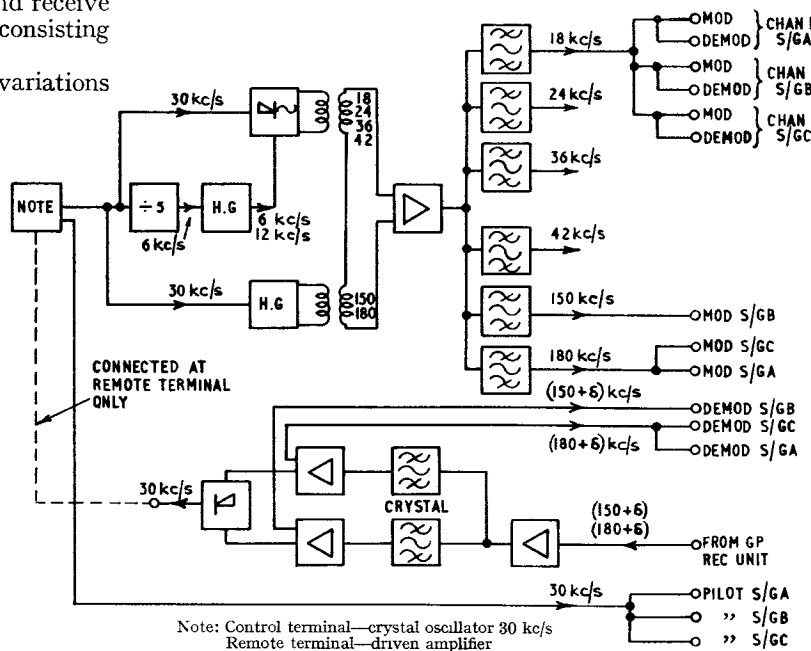 nd receive
consisting
variations
18 kc/s
MOD
DEMOD
CHAN
S/GA
24 kc/s
MOD
DEMOD
CHAN
S/GB
MOD
DEMOD
CHAN
S/GC
30 kc/s
18
24
36
42
36 kc/s
NOTE
÷5
H.G
6 kc/s
6 kc/s
12 kc/s
42 kc/s
30 kc/s
H.G
150
180
150 kc/s
MOD S/GB
180 kc/s
MOD S/GC
MOD S/GA
CONNECTED AT
REMOTE TERMINAL
ONLY
(150+δ) kc/s
DEMOD S/GB
DEMOD S/GC
(180+δ) kc/s
DEMOD S/GA
30 kc/s
CRYSTAL
(150+δ)
(180+δ)
FROM GP
REC UNIT
30 kc/s
PILOT S/GA
" S/GB
" S/GC
Note: Control terminal—crystal oscillator 30 kc/s
Remote terminal—driven amplifier